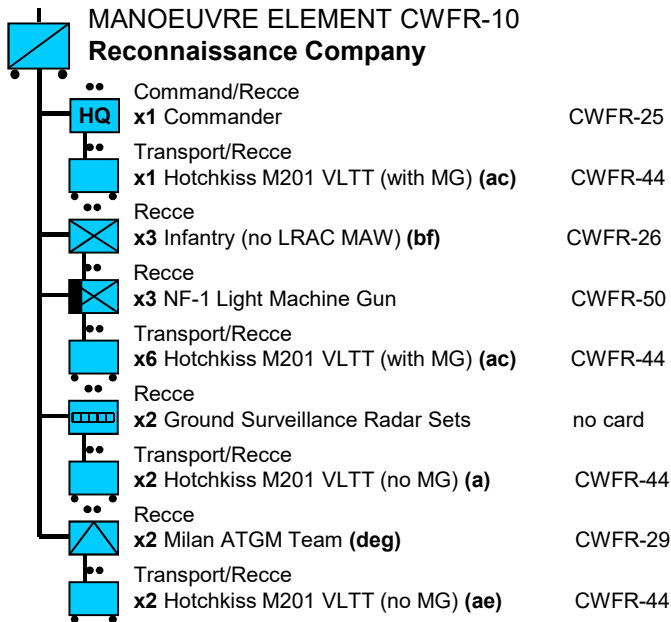 MANOEUVRE ELEMENT CWFR-10
Reconnaissance Company
Command/Recce
HQ x1 Commander CWFR-25
Transport/Recce
x1 Hotchkiss M201 VLTT (with MG) (ac) CWFR-44
Recce
x3 Infantry (no LRAC MAW) (bf) CWFR-26
Recce
x3 NF-1 Light Machine Gun CWFR-50
Transport/Recce
x6 Hotchkiss M201 VLTT (with MG) (ac) CWFR-44
Recce
x2 Ground Surveillance Radar Sets no card
Transport/Recce
x2 Hotchkiss M201 VLTT (no MG) (a) CWFR-44
Recce
x2 Milan ATGM Team (deg) CWFR-29
Transport/Recce
x2 Hotchkiss M201 VLTT (no MG) (ae) CWFR-44